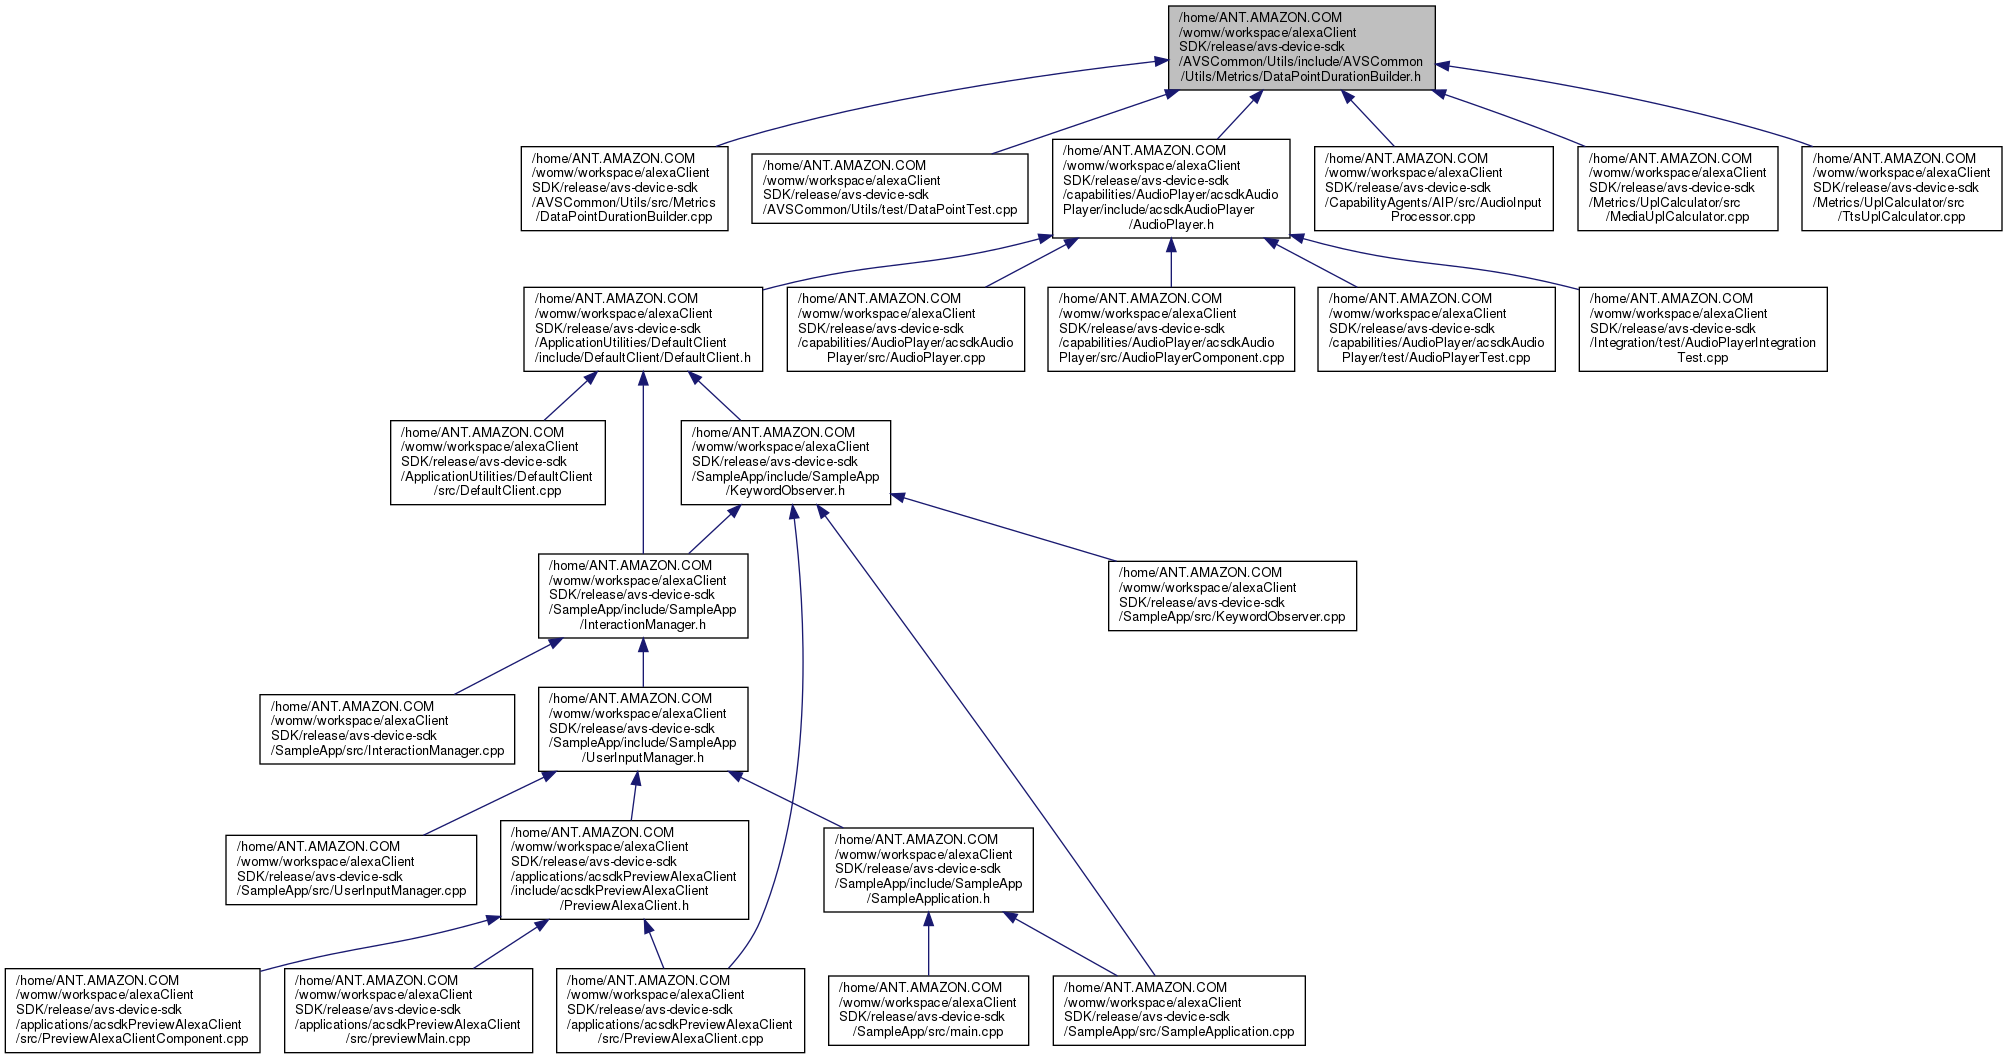 /home/ANT.AMAZON.COM
/womw/workspace/alexaClient
SDK/release/avs-device-sdk
/AVSCommon/Utils/include/AVSCommon
/Utils/Metrics/DataPointDurationBuilder.h
/home/ANT.AMAZON.COM
/womw/workspace/alexaClient
SDK/release/avs-device-sdk
/AVSCommon/Utils/src/Metrics
/DataPointDurationBuilder.cpp
/home/ANT.AMAZON.COM
/womw/workspace/alexaClient
SDK/release/avs-device-sdk
/AVSCommon/Utils/test/DataPointTest.cpp
/home/ANT.AMAZON.COM
/womw/workspace/alexaClient
SDK/release/avs-device-sdk
/capabilities/AudioPlayer/acsdkAudio
Player/include/acsdkAudioPlayer
/AudioPlayer.h
/home/ANT.AMAZON.COM
/womw/workspace/alexaClient
SDK/release/avs-device-sdk
/CapabilityAgents/AIP/src/AudioInput
Processor.cpp
/home/ANT.AMAZON.COM
/womw/workspace/alexaClient
SDK/release/avs-device-sdk
/Metrics/UplCalculator/src
/MediaUplCalculator.cpp
/home/ANT.AMAZON.COM
/womw/workspace/alexaClient
SDK/release/avs-device-sdk
/Metrics/UplCalculator/src
/TtsUplCalculator.cpp
/home/ANT.AMAZON.COM
/womw/workspace/alexaClient
SDK/release/avs-device-sdk
/ApplicationUtilities/DefaultClient
/include/DefaultClient/DefaultClient.h
/home/ANT.AMAZON.COM
/womw/workspace/alexaClient
SDK/release/avs-device-sdk
/capabilities/AudioPlayer/acsdkAudio
Player/src/AudioPlayer.cpp
/home/ANT.AMAZON.COM
/womw/workspace/alexaClient
SDK/release/avs-device-sdk
/capabilities/AudioPlayer/acsdkAudio
Player/src/AudioPlayerComponent.cpp
/home/ANT.AMAZON.COM
/womw/workspace/alexaClient
SDK/release/avs-device-sdk
/capabilities/AudioPlayer/acsdkAudio
Player/test/AudioPlayerTest.cpp
/home/ANT.AMAZON.COM
/womw/workspace/alexaClient
SDK/release/avs-device-sdk
/Integration/test/AudioPlayerIntegration
Test.cpp
/home/ANT.AMAZON.COM
/womw/workspace/alexaClient
SDK/release/avs-device-sdk
/ApplicationUtilities/DefaultClient
/src/DefaultClient.cpp
/home/ANT.AMAZON.COM
/womw/workspace/alexaClient
SDK/release/avs-device-sdk
/SampleApp/include/SampleApp
/KeywordObserver.h
/home/ANT.AMAZON.COM
/womw/workspace/alexaClient
SDK/release/avs-device-sdk
/SampleApp/include/SampleApp
/InteractionManager.h
/home/ANT.AMAZON.COM
/womw/workspace/alexaClient
SDK/release/avs-device-sdk
/SampleApp/src/KeywordObserver.cpp
/home/ANT.AMAZON.COM
/womw/workspace/alexaClient
SDK/release/avs-device-sdk
/SampleApp/src/InteractionManager.cpp
/home/ANT.AMAZON.COM
/womw/workspace/alexaClient
SDK/release/avs-device-sdk
/SampleApp/include/SampleApp
/UserInputManager.h
/home/ANT.AMAZON.COM
/womw/workspace/alexaClient
SDK/release/avs-device-sdk
/SampleApp/src/UserInputManager.cpp
/home/ANT.AMAZON.COM
/womw/workspace/alexaClient
SDK/release/avs-device-sdk
/applications/acsdkPreviewAlexaClient
/include/acsdkPreviewAlexaClient
/PreviewAlexaClient.h
/home/ANT.AMAZON.COM
/womw/workspace/alexaClient
SDK/release/avs-device-sdk
/SampleApp/include/SampleApp
/SampleApplication.h
/home/ANT.AMAZON.COM
/womw/workspace/alexaClient
SDK/release/avs-device-sdk
/applications/acsdkPreviewAlexaClient
/src/PreviewAlexaClientComponent.cpp
/home/ANT.AMAZON.COM
/womw/workspace/alexaClient
SDK/release/avs-device-sdk
/applications/acsdkPreviewAlexaClient
/src/previewMain.cpp
/home/ANT.AMAZON.COM
/womw/workspace/alexaClient
SDK/release/avs-device-sdk
/applications/acsdkPreviewAlexaClient
/src/PreviewAlexaClient.cpp
/home/ANT.AMAZON.COM
/womw/workspace/alexaClient
SDK/release/avs-device-sdk
/SampleApp/src/main.cpp
/home/ANT.AMAZON.COM
/womw/workspace/alexaClient
SDK/release/avs-device-sdk
/SampleApp/src/SampleApplication.cpp